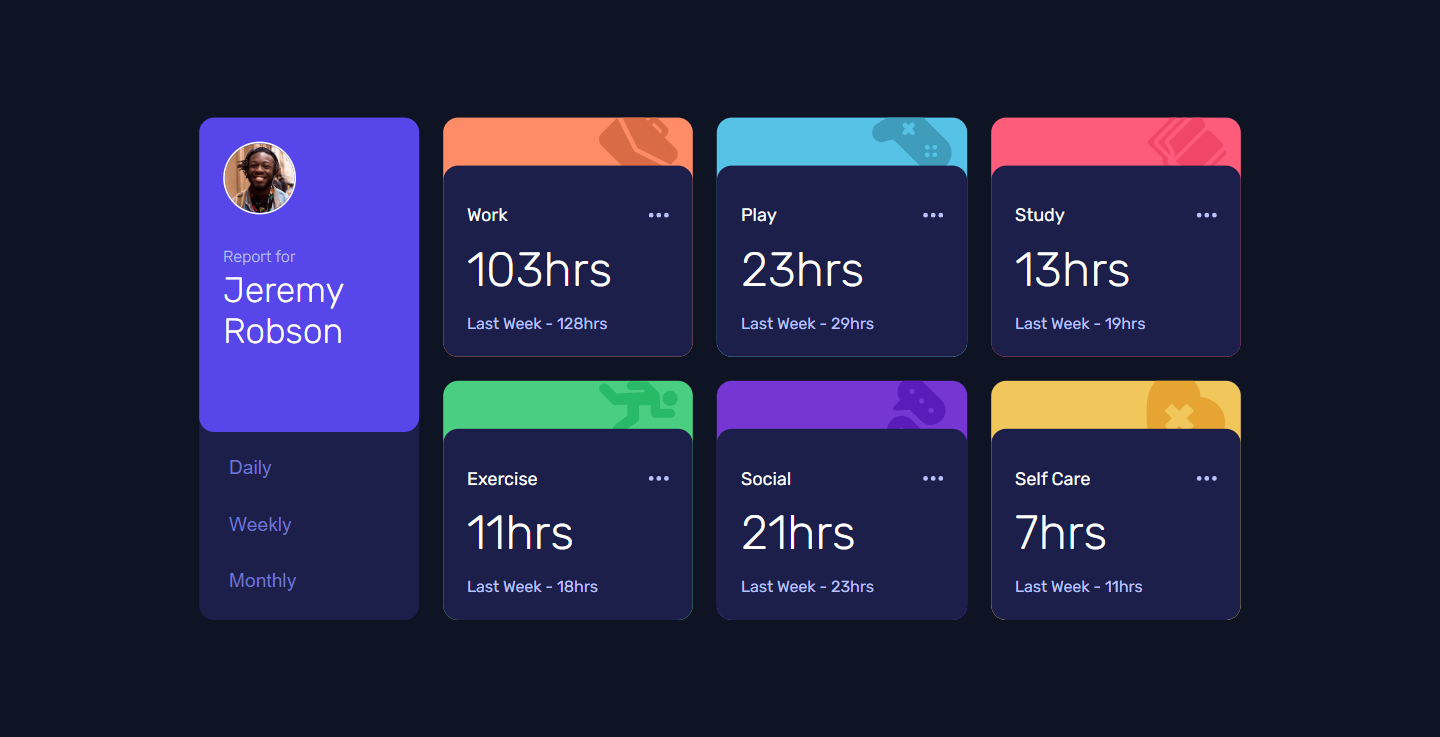 Report for
Jeremy
Robson
Daily
Weekly
Monthly
Work
103hrs
Last Week - 128hrs
Play
23hrs
Last Week - 29hrs
Study
13hrs
Last Week - 19hrs
Exercise
11hrs
Last Week - 18hrs
Social
21hrs
Last Week - 23hrs
Self Care
7hrs
Last Week - 11hrs